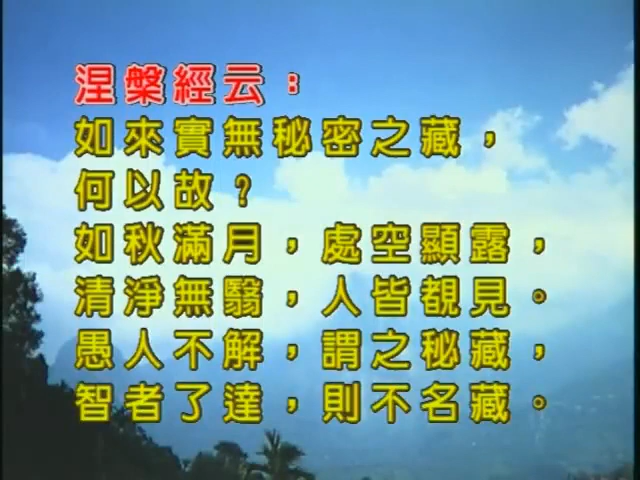 涅槃經云：
如來實無秘密之藏，
何以故？
如秋滿月，處空顯露，
清淨無翳，人皆覩見。
愚人不解，謂之秘藏，
智者了達，則不名藏。